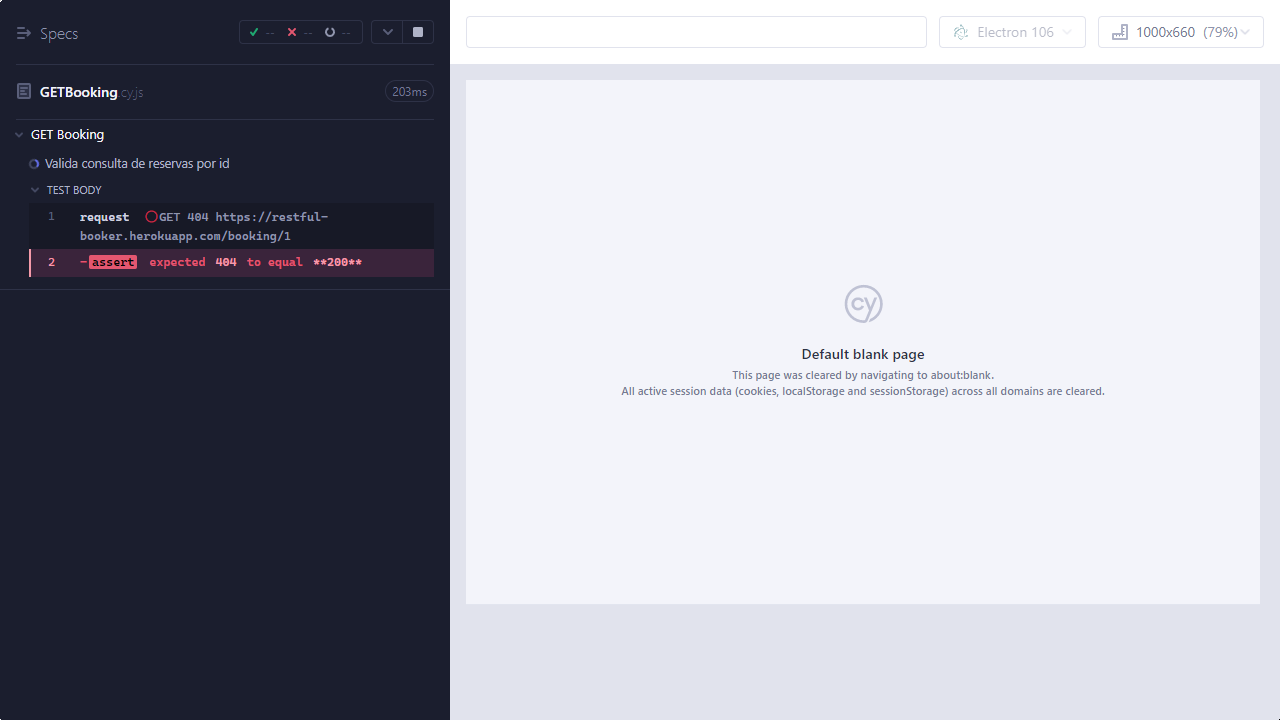 Specs
-- -- --
GETBooking.cy.js
203ms
GET Booking
Valida consulta de reservas por id
TEST BODY
1 request GET 404 https://restful-
booker.herokuapp.com/booking/1
2 -assert expected 404 to equal **200**
Electron 106
1000x660 (79%)
cy
Default blank page
This page was cleared by navigating to about:blank.
All active session data (cookies, localStorage and sessionStorage) across all domains are cleared.